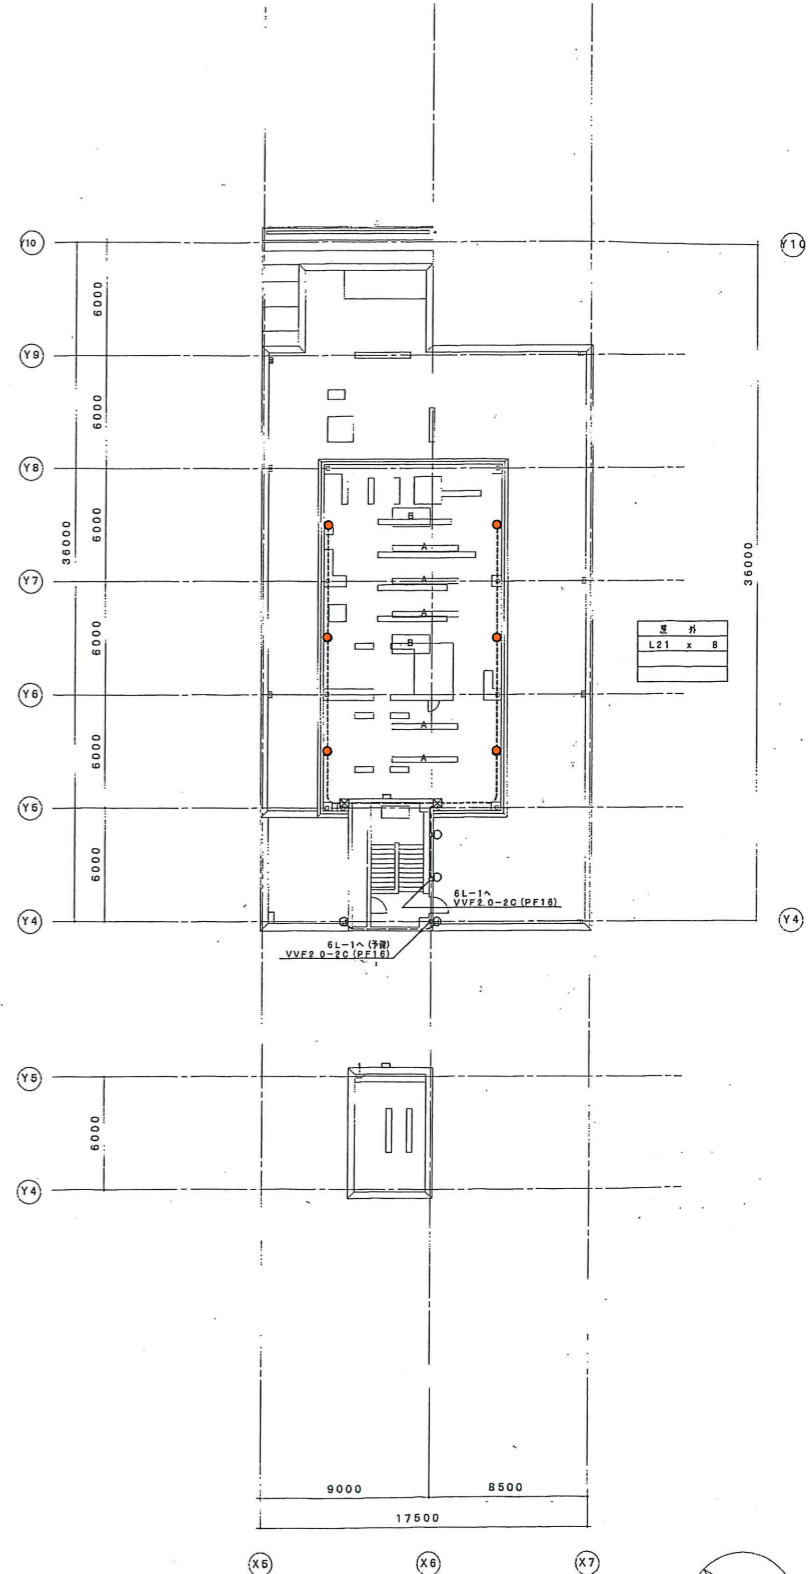 Y10
Y10
6000
Y9
6000
Y8
6000
B
36000
36000
A
Y7
A
A
屋 外
L21 x 8
6000
B
Y6
A
6000
A
Y5
6000
6L-1へ
VVF2.0-2C (PF16)
Y4
Y4
6L-1へ (予備)
VVF2.0-2C (PF16)
Y5
6000
Y4
9000
8500
17500
X5
X6
X7